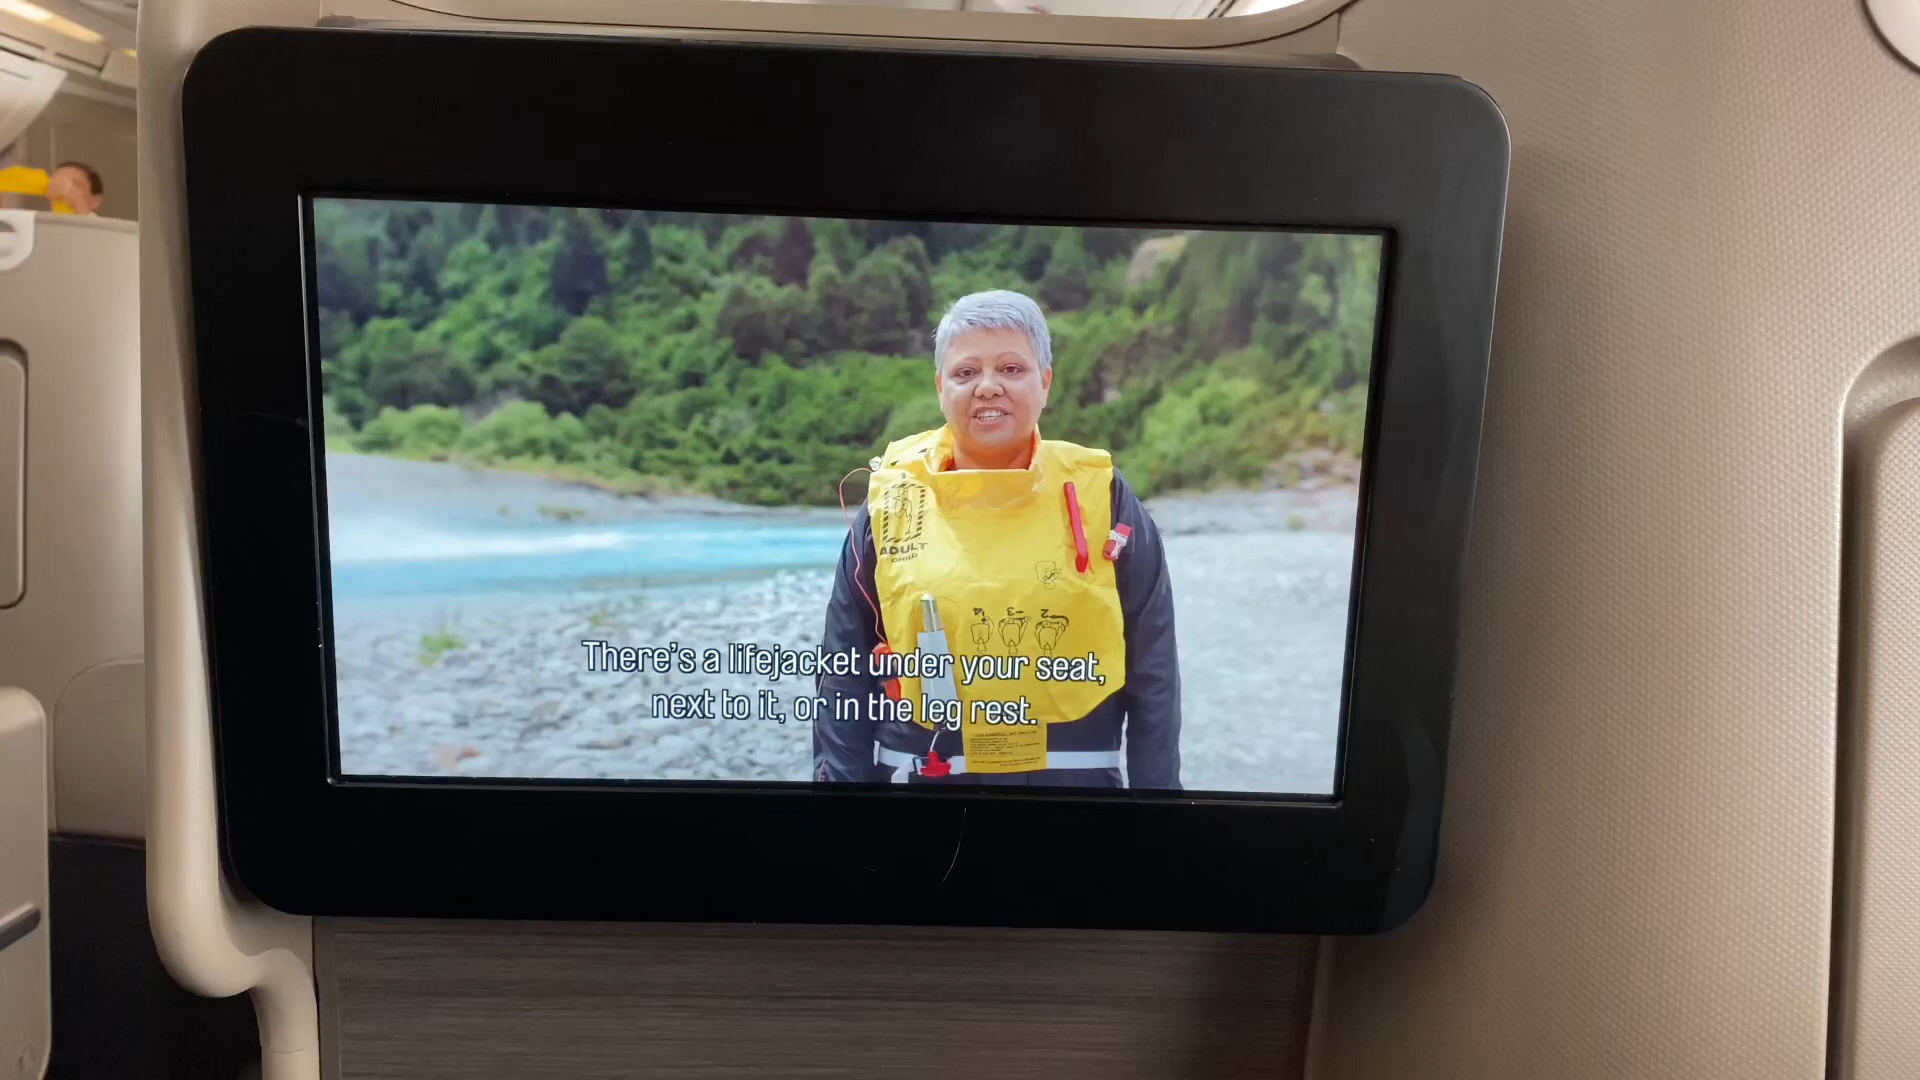 ADULT
CHILD
There's a lifejacket under your seat,
next to it, or in the leg rest.